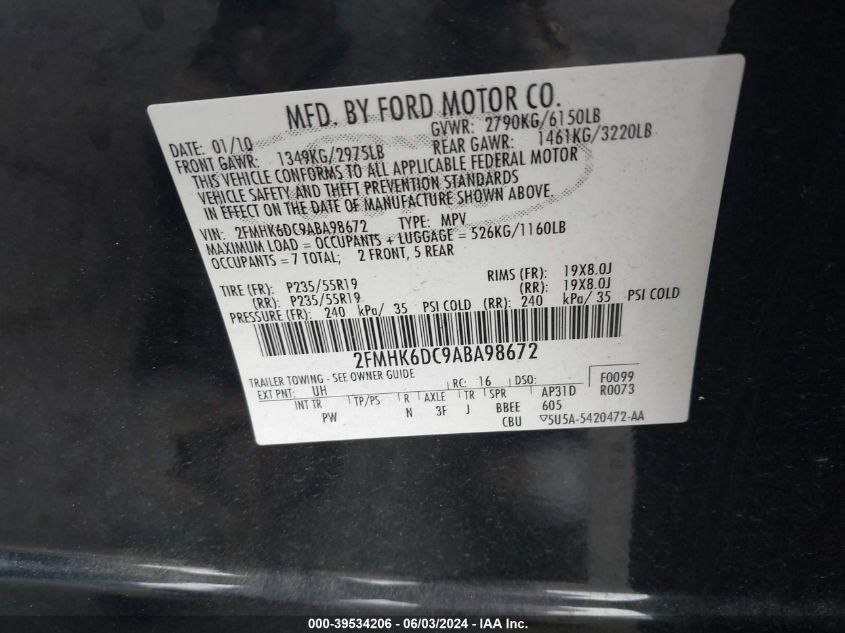 MFD. BY FORD MOTOR CO.
DATE: 01/10 GVWR: 2790KG/6150LB
FRONT GAWR: 1349KG/2975LB REAR GAWR: 1461KG/3220LB
THIS VEHICLE CONFORMS TO ALL APPLICABLE FEDERAL MOTOR
VEHICLE SAFETY AND THEFT PREVENTION STANDARDS
IN EFFECT ON THE DATE OF MANUFACTURE SHOWN ABOVE.
VIN: 2FMHK6DC9ABA98672 TYPE: MPV
MAXIMUM LOAD = OCCUPANTS + LUGGAGE = 526KG/1160LB
OCCUPANTS = 7 TOTAL; 2 FRONT, 5 REAR
TIRE (FR): P235/55R19 RIMS (FR): 19X8.0J
(RR): P235/55R19 (RR): 19X8.0J
PRESSURE (FR): 240 kPa/ 35 PSI COLD (RR): 240 kPa/ 35 PSI COLD
2FMHK6DC9ABA98672
TRAILER TOWING - SEE OWNER GUIDE
EXT PNT: UH RC: 16 DSO: F0099
INT TR TP/PS R AXLE TR SPR AP31D R0073
PW N 3F J BBEE 605
CBU ▽5U5A-5420472-AA
000-39534206 - 06/03/2024 - IAA Inc.